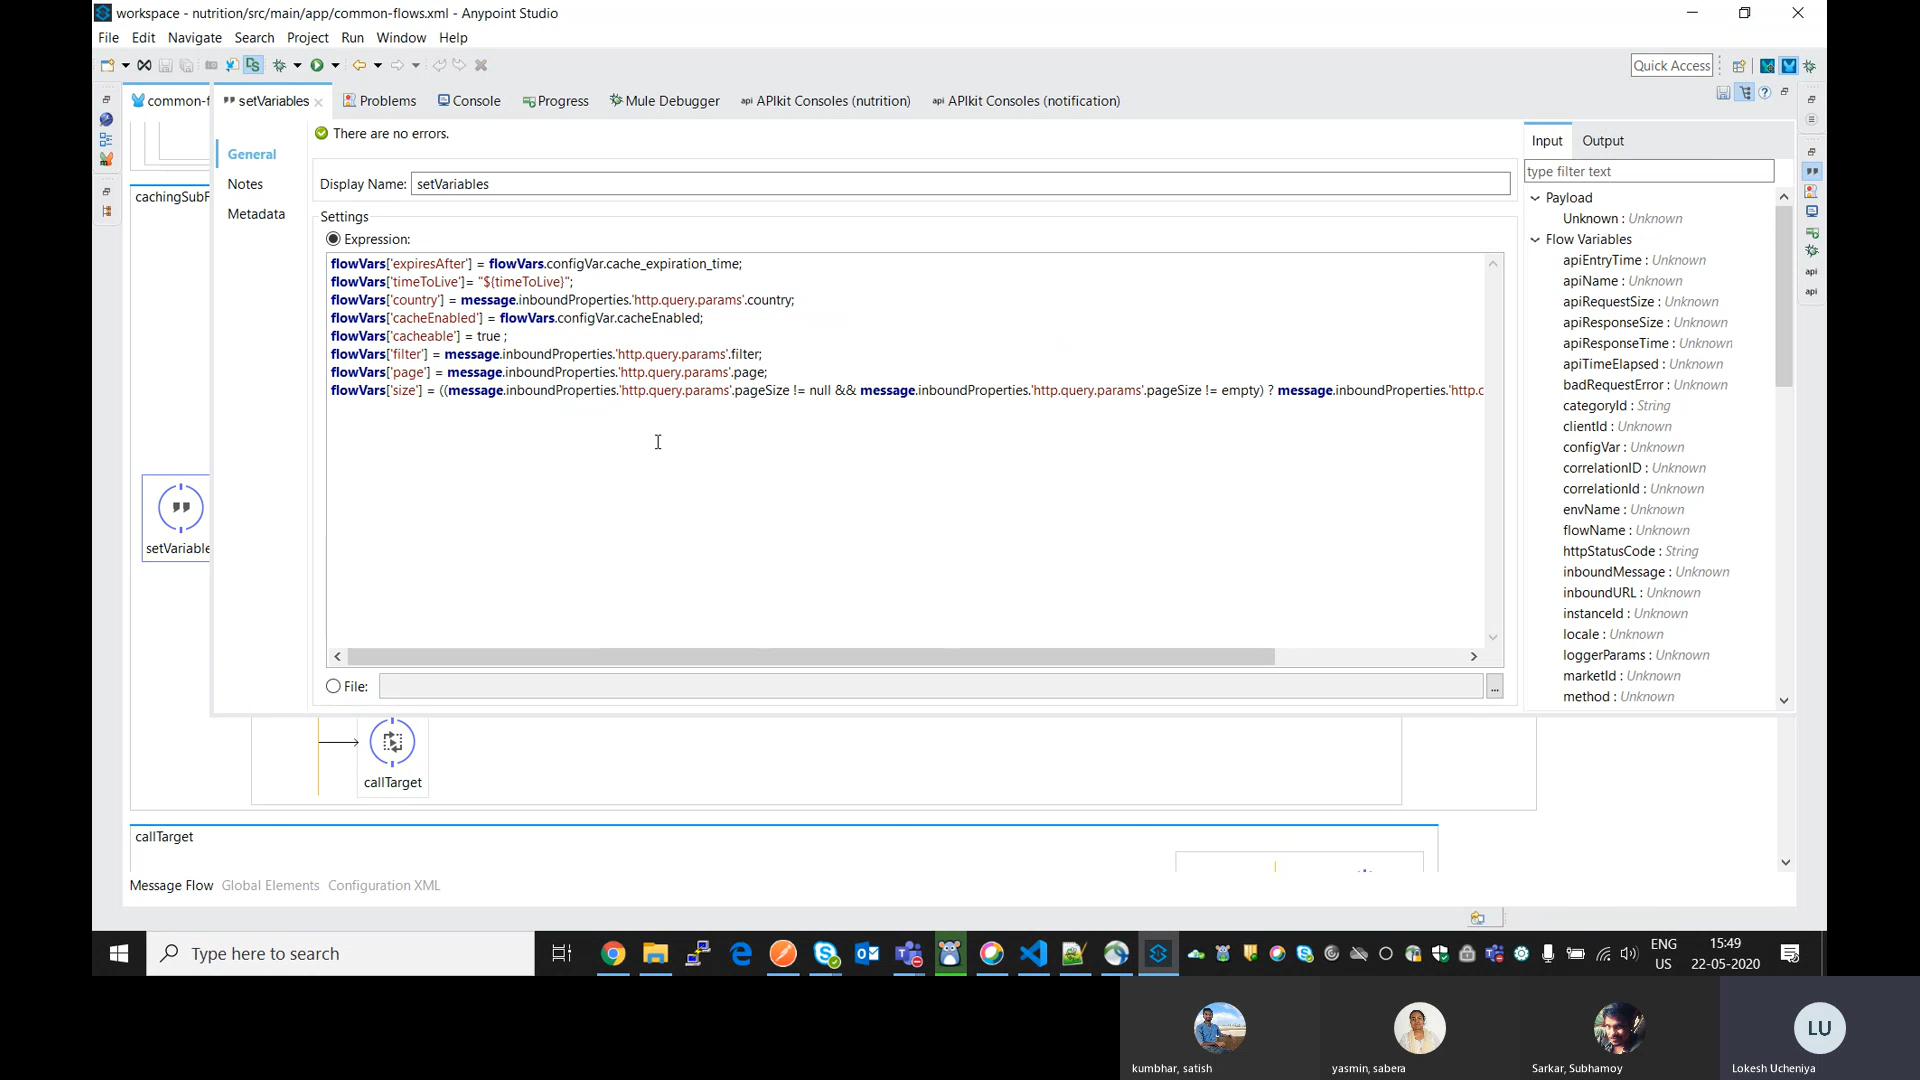 workspace - nutrition/src/main/app/common-flows.xml - Anypoint Studio
File Edit Navigate Search Project Run Window Help
Quick Access
common-f
setVariables
Problems
Console
Progress
Mule Debugger
api APIkit Consoles (nutrition)
api APIkit Consoles (notification)
There are no errors.
General
Notes
Metadata
Display Name: setVariables
Settings
Expression:
flowVars['expiresAfter'] = flowVars.configVar.cache_expiration_time;
flowVars['timeToLive']= "${timeToLive}";
flowVars['country'] = message.inboundProperties.'http.query.params'.country;
flowVars['cacheEnabled'] = flowVars.configVar.cacheEnabled;
flowVars['cacheable'] = true ;
flowVars['filter'] = message.inboundProperties.'http.query.params'.filter;
flowVars['page'] = message.inboundProperties.'http.query.params'.page;
flowVars['size'] = ((message.inboundProperties.'http.query.params'.pageSize != null && message.inboundProperties.'http.query.params'.pageSize != empty) ? message.inboundProperties.'http.c
File:
...
Input Output
type filter text
Payload
Unknown : Unknown
Flow Variables
apiEntryTime : Unknown
apiName : Unknown
apiRequestSize : Unknown
apiResponseSize : Unknown
apiResponseTime : Unknown
apiTimeElapsed : Unknown
badRequestError : Unknown
categoryId : String
clientId : Unknown
configVar : Unknown
correlationID : Unknown
correlationId : Unknown
envName : Unknown
flowName : Unknown
httpStatusCode : String
inboundMessage : Unknown
inboundURL : Unknown
instanceId : Unknown
locale : Unknown
loggerParams : Unknown
marketId : Unknown
method : Unknown
api
api
cachingSubF
setVariable
callTarget
callTarget
Message Flow Global Elements Configuration XML
Type here to search
ENG
US
15:49
22-05-2020
kumbhar, satish
yasmin, sabera
Sarkar, Subhamoy
LU
Lokesh Ucheniya